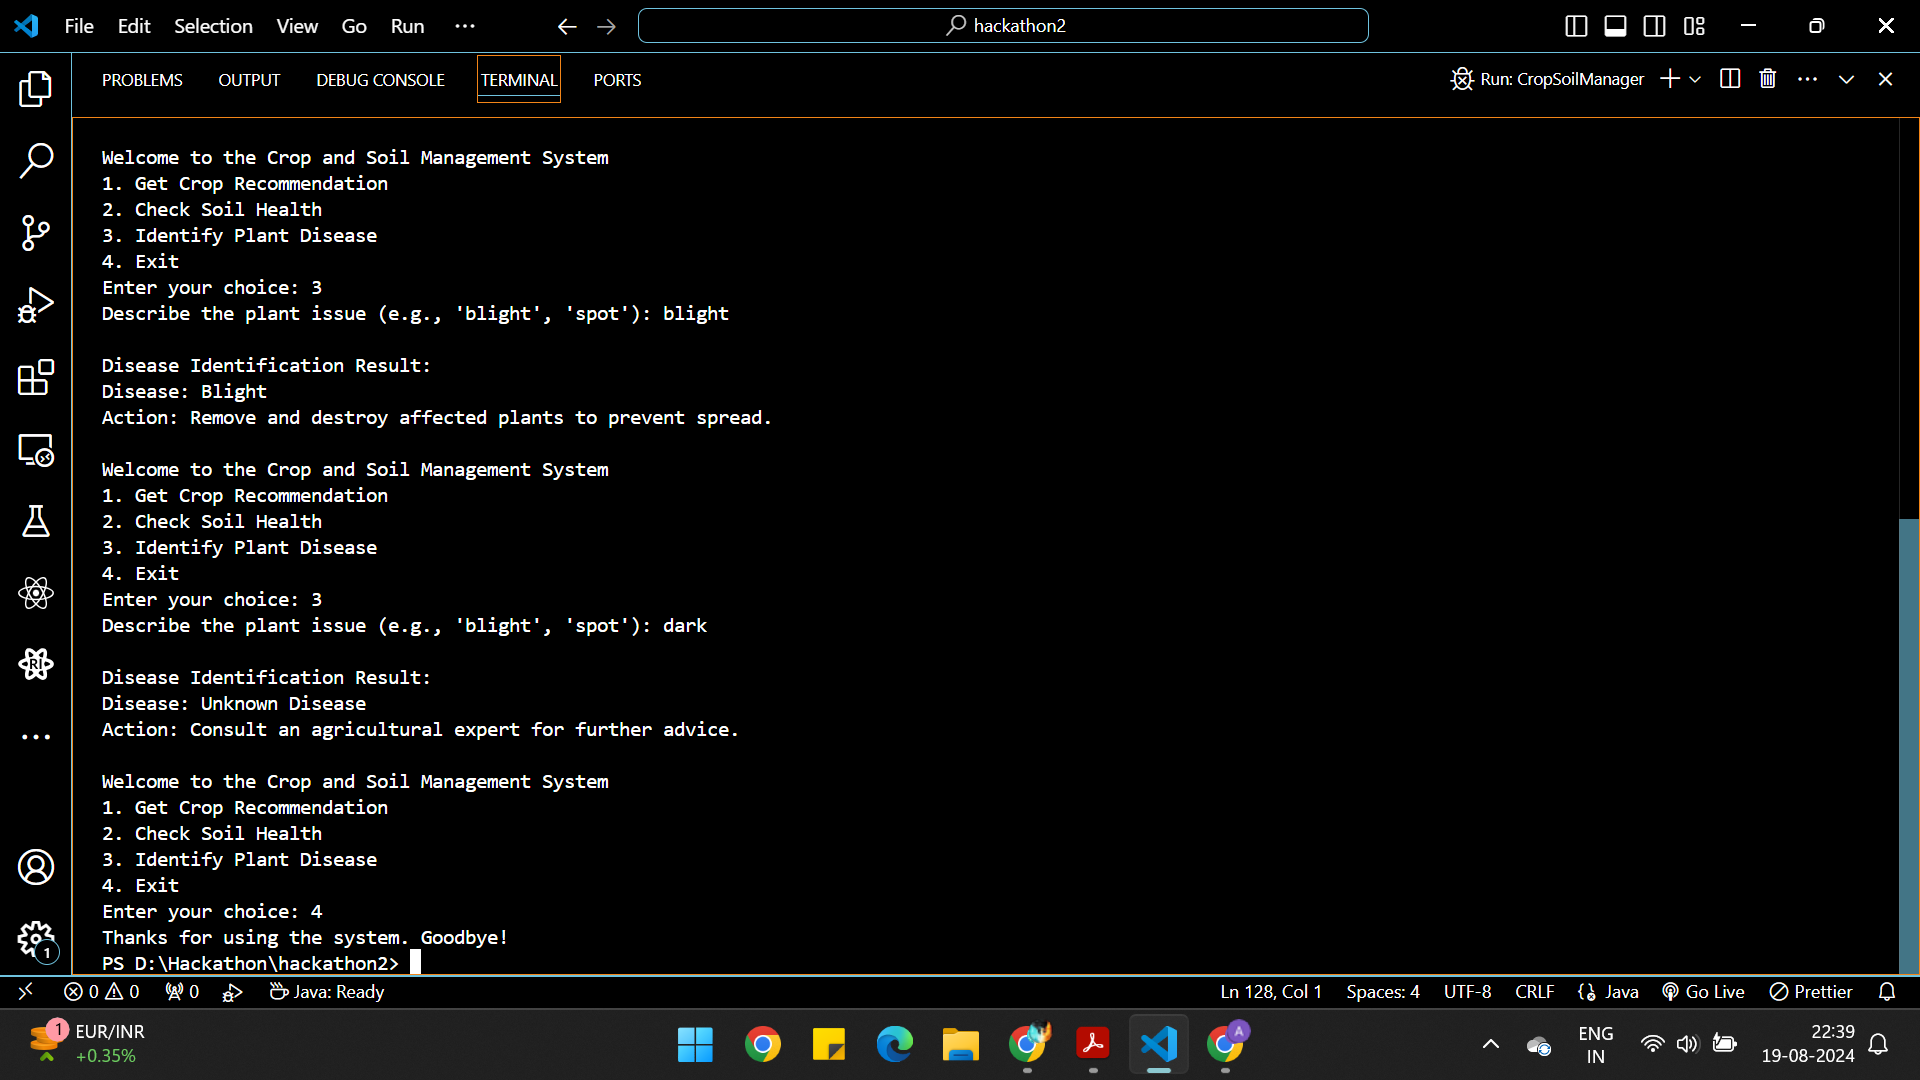 File Edit Selection View Go Run ··· hackathon2
PROBLEMS OUTPUT DEBUG CONSOLE TERMINAL PORTS Run: CropSoilManager
Welcome to the Crop and Soil Management System
1. Get Crop Recommendation
2. Check Soil Health
3. Identify Plant Disease
4. Exit
Enter your choice: 3
Describe the plant issue (e.g., 'blight', 'spot'): blight
Disease Identification Result:
Disease: Blight
Action: Remove and destroy affected plants to prevent spread.
Welcome to the Crop and Soil Management System
1. Get Crop Recommendation
2. Check Soil Health
3. Identify Plant Disease
4. Exit
Enter your choice: 3
Describe the plant issue (e.g., 'blight', 'spot'): dark
Disease Identification Result:
Disease: Unknown Disease
Action: Consult an agricultural expert for further advice.
Welcome to the Crop and Soil Management System
1. Get Crop Recommendation
2. Check Soil Health
3. Identify Plant Disease
4. Exit
Enter your choice: 4
Thanks for using the system. Goodbye!
PS D:\Hackathon\hackathon2>
RI
1
0 0 0 Java: Ready Ln 128, Col 1 Spaces: 4 UTF-8 CRLF Java Go Live Prettier
1 EUR/INR
+0.35%
A
ENG
IN
22:39
19-08-2024